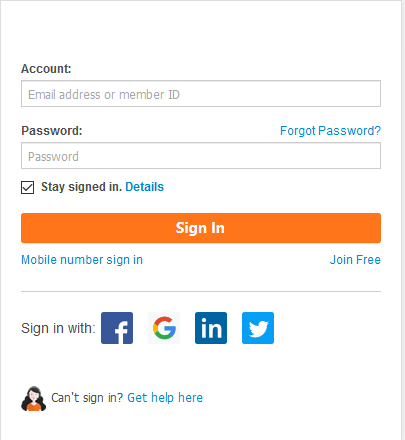 Account:
Email address or member ID
Password: Forgot Password?
Password
Stay signed in. Details
Sign In
Mobile number sign in Join Free
Sign in with: f G in
Can't sign in? Get help here